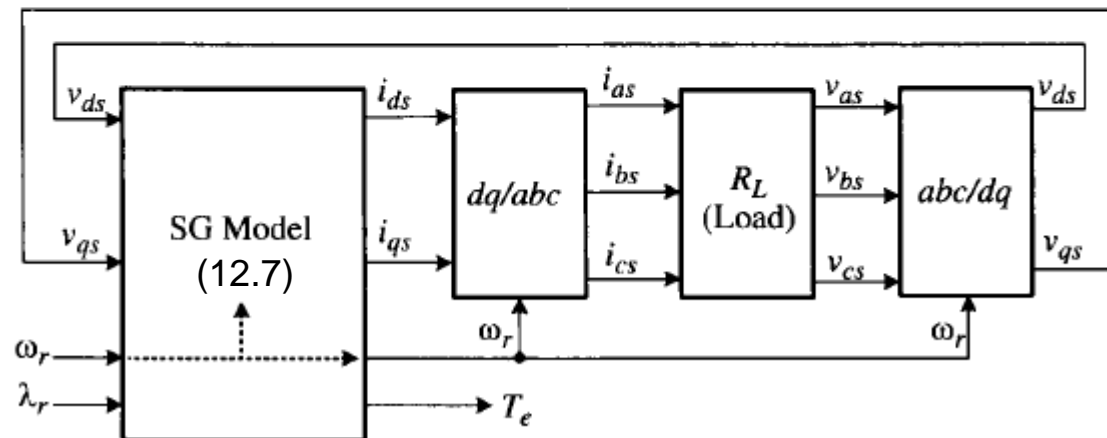 v_ds
i_ds
i_as
v_as
v_ds
dq/abc
i_bs
R_L
(Load)
v_bs
abc/dq
SG Model
(12.7)
v_qs
i_qs
i_cs
v_cs
v_qs
ω_r
ω_r
ω_r
λ_r
T_e